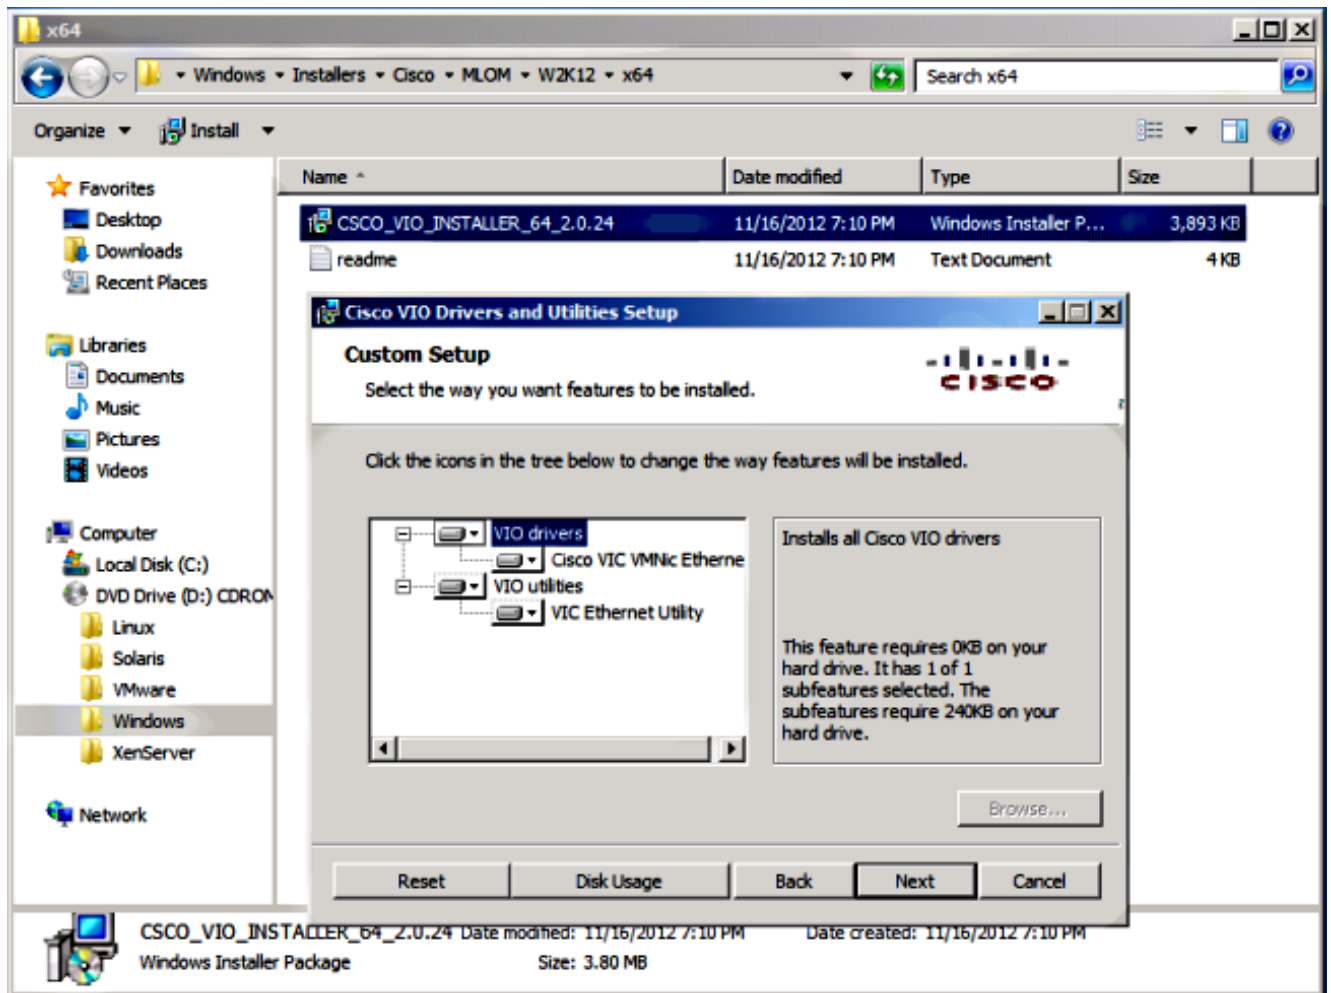 x64
Windows Installers Cisco MLOM W2K12 x64
Search x64
Organize Install
Name Date modified Type Size
CSCO_VIO_INSTALLER_64_2.0.24 11/16/2012 7:10 PM Windows Installer P... 3,893 KB
readme 11/16/2012 7:10 PM Text Document 4 KB
Favorites
Desktop
Downloads
Recent Places
Libraries
Documents
Music
Pictures
Videos
Computer
Local Disk (C:)
DVD Drive (D:) CDROM
Linux
Solaris
VMware
Windows
XenServer
Network
Cisco VIO Drivers and Utilities Setup
Custom Setup
Select the way you want features to be installed.
CISCO
Click the icons in the tree below to change the way features will be installed.
VIO drivers
Cisco VIC VMNic Etherne
VIO utilities
VIC Ethernet Utility
Installs all Cisco VIO drivers
This feature requires 0KB on your
hard drive. It has 1 of 1
subfeatures selected. The
subfeatures require 240KB on your
hard drive.
Browse...
Reset Disk Usage Back Next Cancel
CSCO_VIO_INSTALLER_64_2.0.24 Date modified: 11/16/2012 7:10 PM Date created: 11/16/2012 7:10 PM
Windows Installer Package Size: 3.80 MB